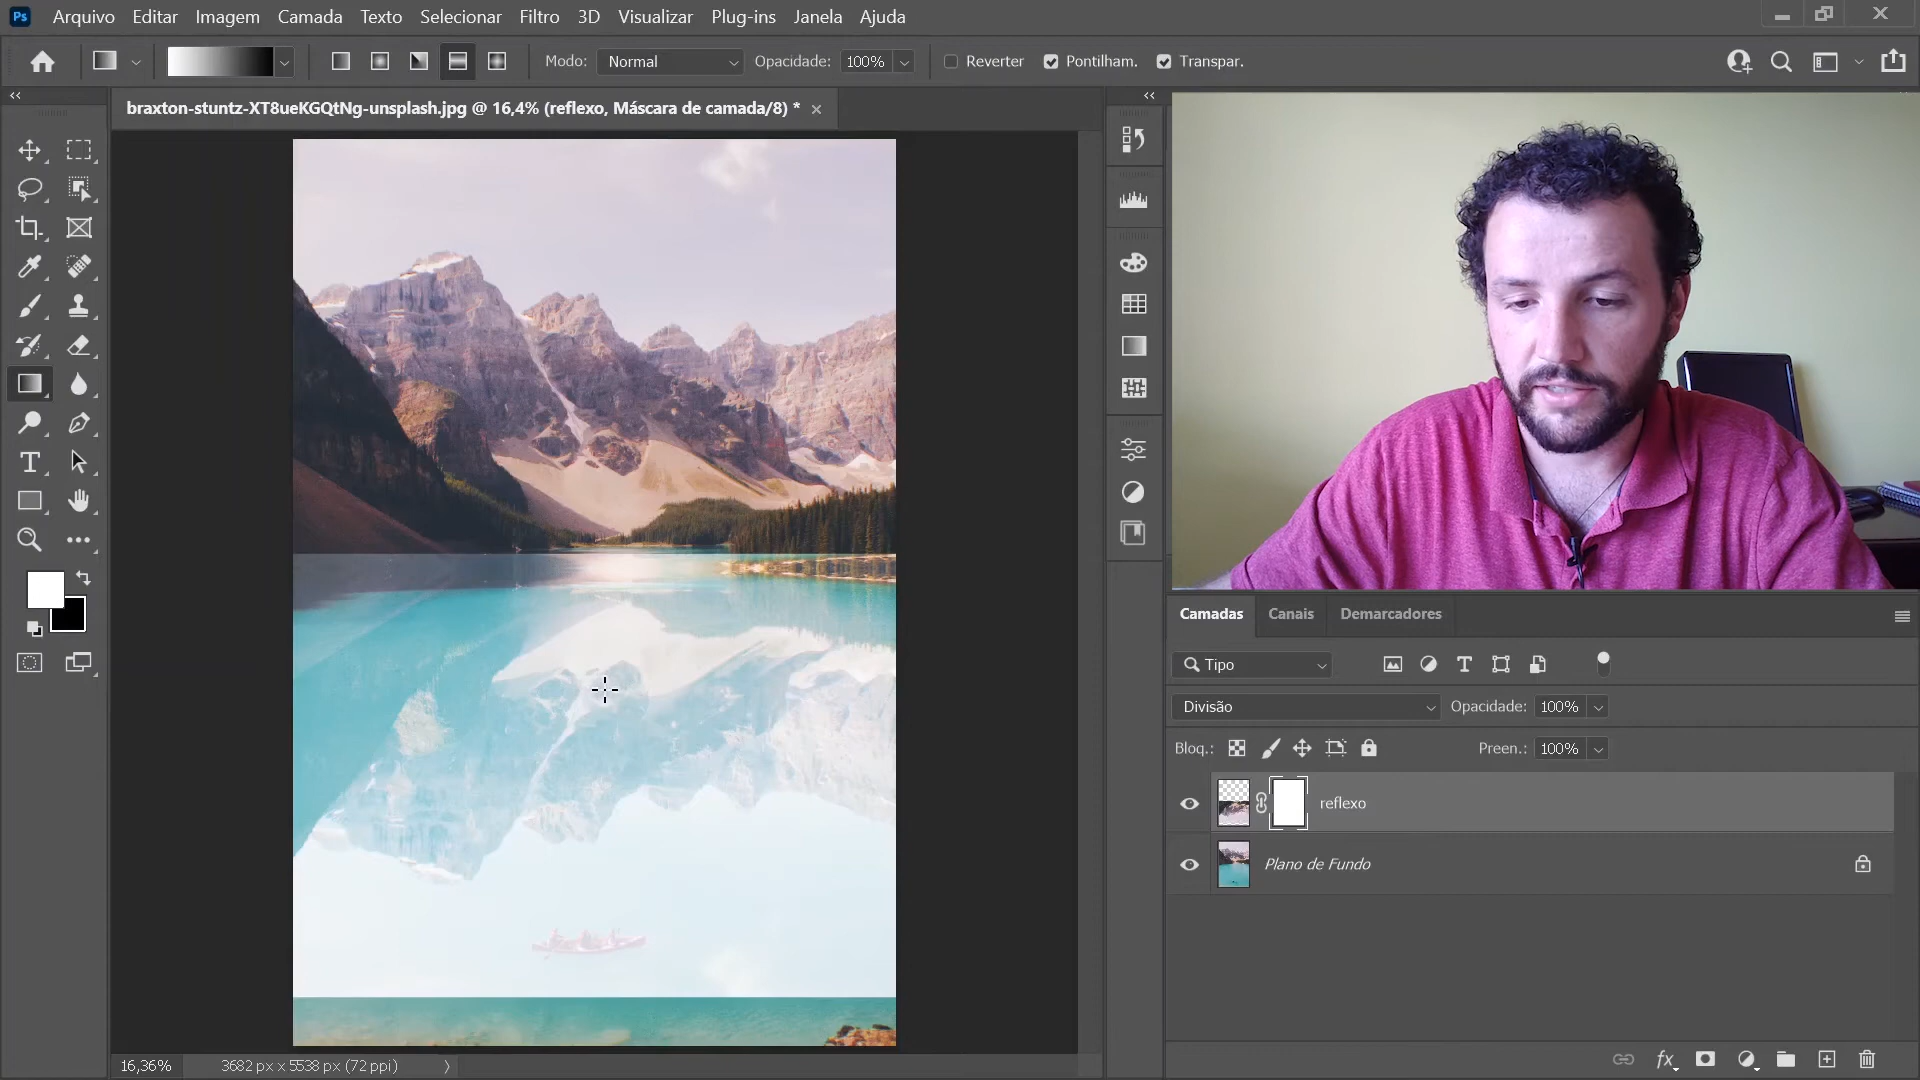 Ps Arquivo Editar Imagem Camada Texto Selecionar Filtro 3D Visualizar Plug-ins Janela Ajuda
Modo: Normal Opacidade: 100% Reverter Pontilham. Transpar.
braxton-stuntz-XT8ueKGQtNg-unsplash.jpg @ 16,4% (reflexo, Máscara de camada/8) *
Camadas Canais Demarcadores
Tipo
Divisão Opacidade: 100%
Bloq.: Preen.: 100%
reflexo
Plano de Fundo
fx
16,36% 3682 px x 5538 px (72 ppi)